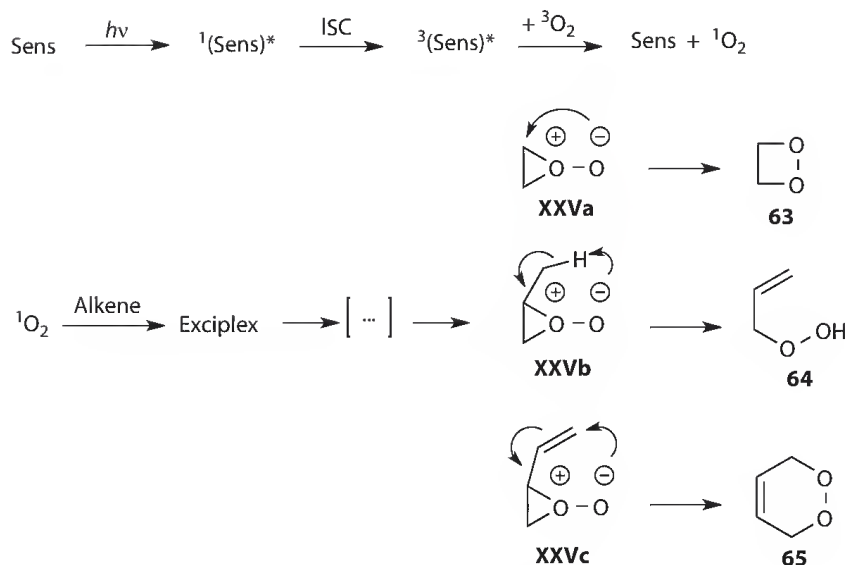 Sens hν ¹(Sens)* ISC ³(Sens)* + ³O₂ Sens + ¹O₂
⊕ ⊖
O – O
XXVa
O
O
63
H
⊕ ⊖
O – O
XXVb
O
OH
64
¹O₂ Alkene Exciplex [ ··· ]
⊕ ⊖
O – O
XXVc
O
O
65